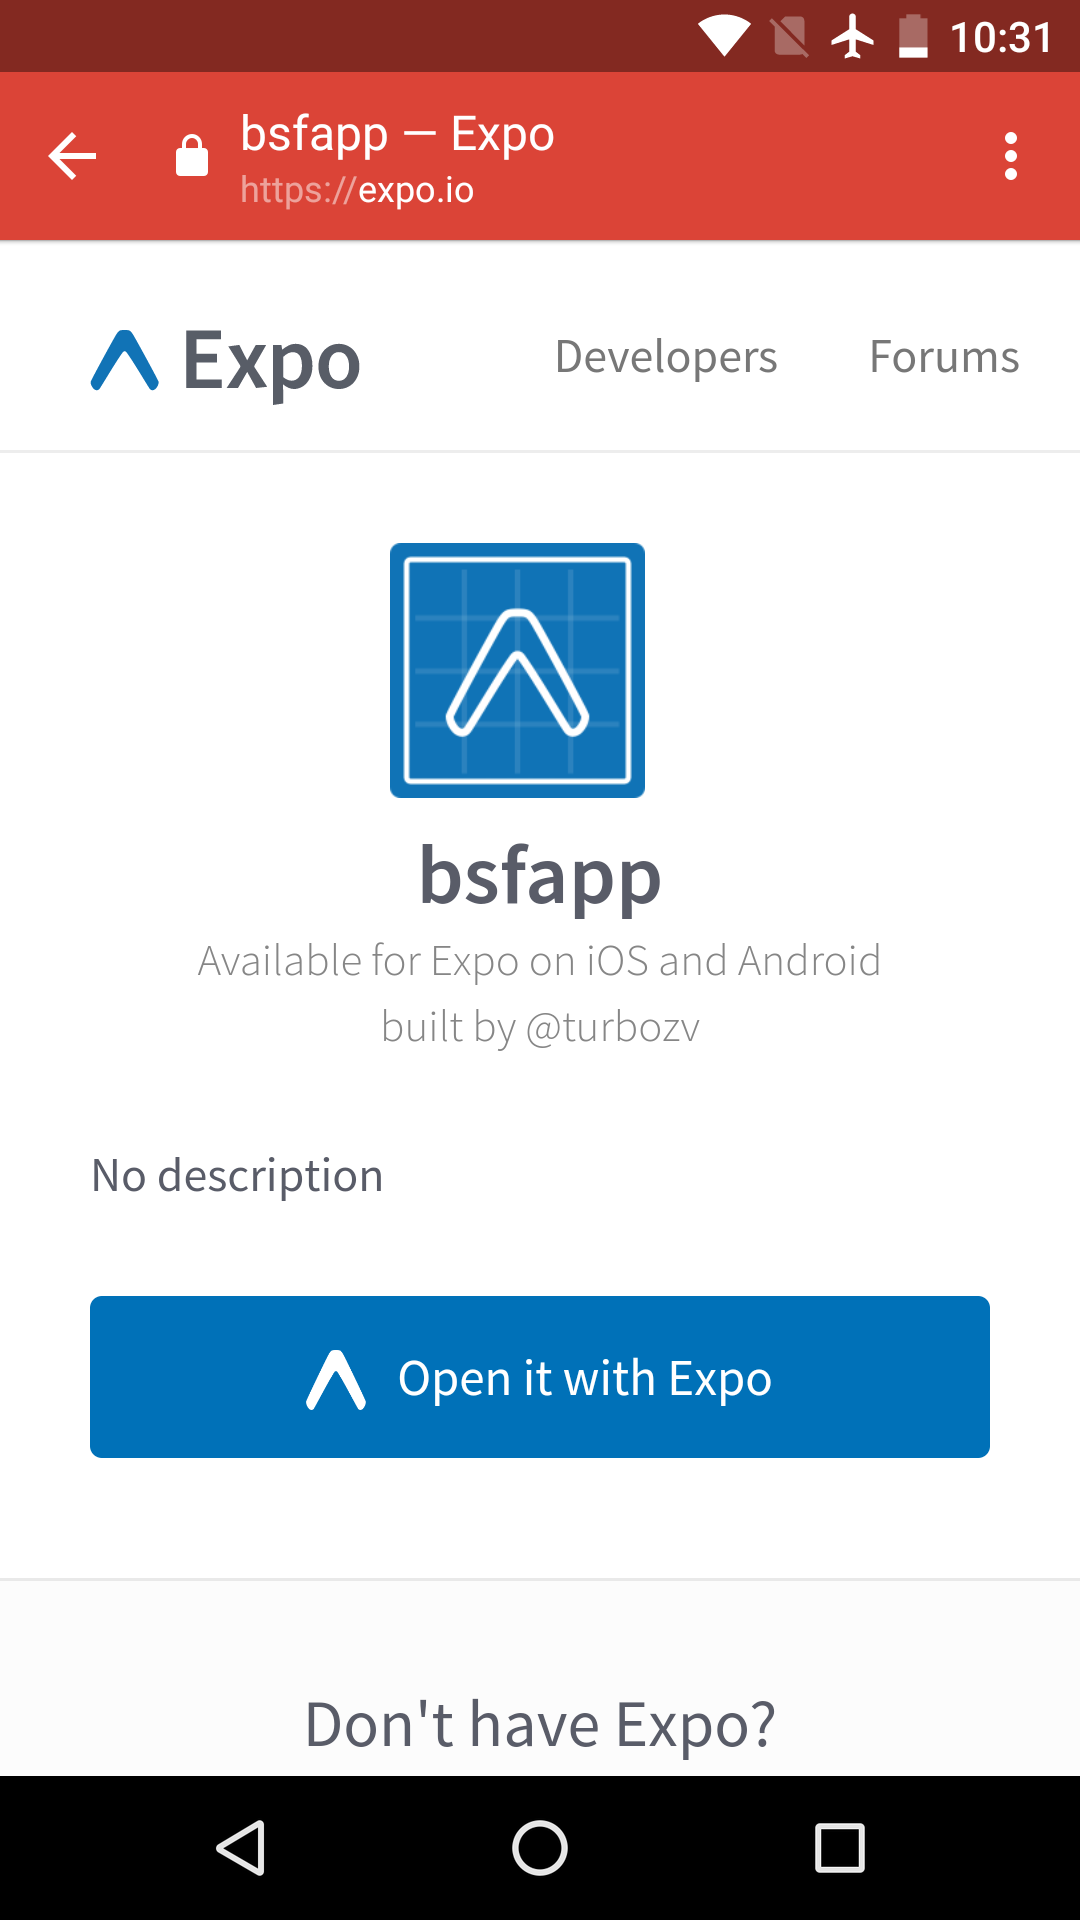 10:31
bsfapp — Expo
https://expo.io
Expo
Developers
Forums
bsfapp
Available for Expo on iOS and Android
built by @turbozv
No description
Open it with Expo
Don't have Expo?